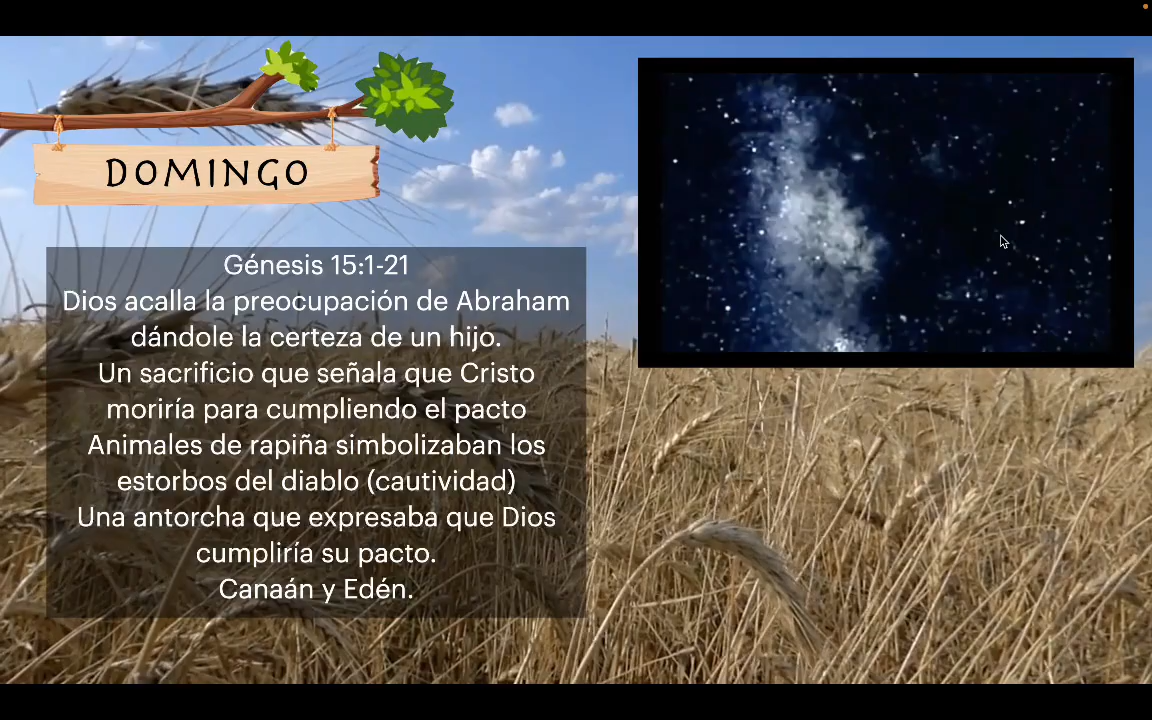 DOMINGO
Génesis 15:1-21
Dios acalla la preocupación de Abraham
dándole la certeza de un hijo.
Un sacrificio que señala que Cristo
moriría para cumpliendo el pacto
Animales de rapiña simbolizaban los
estorbos del diablo (cautividad)
Una antorcha que expresaba que Dios
cumpliría su pacto.
Canaán y Edén.